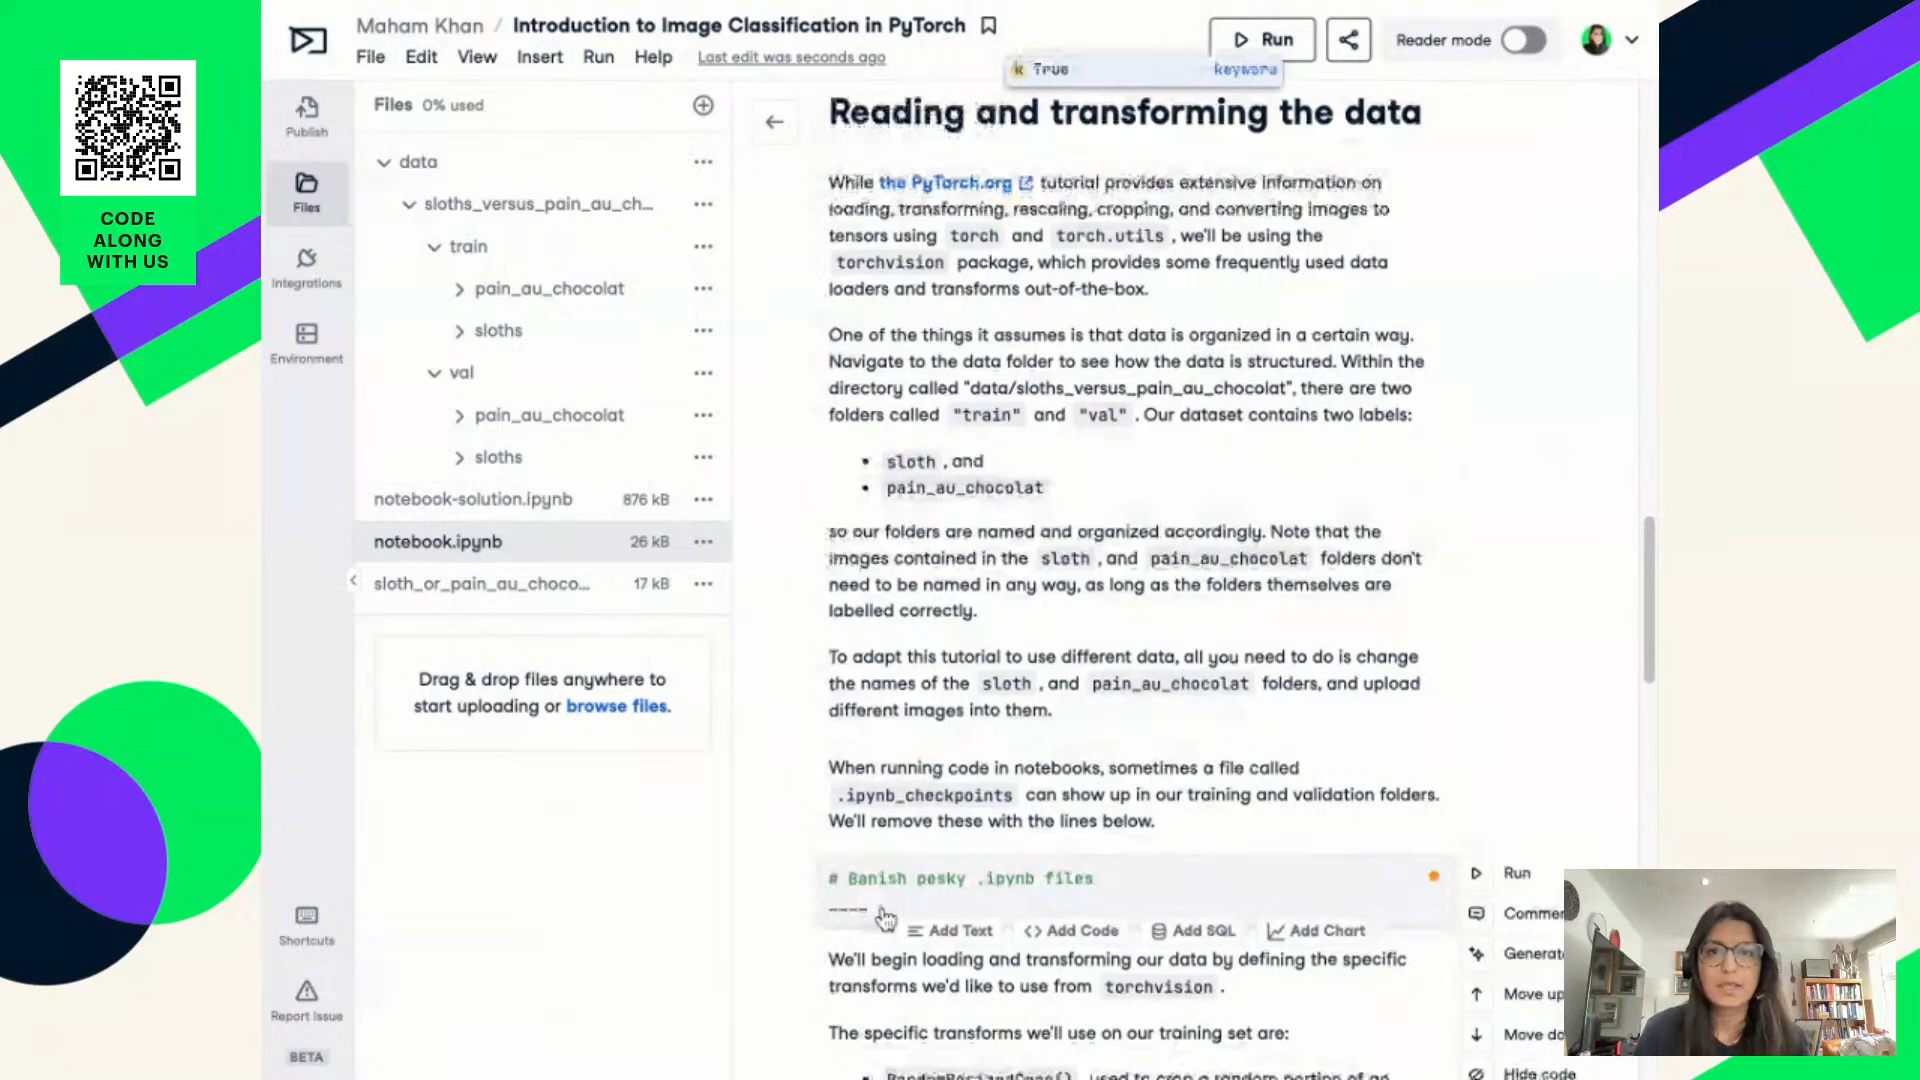 CODE
ALONG
WITH US
Maham Khan / Introduction to Image Classification in PyTorch
File Edit View Insert Run Help Last edit was seconds ago
Run
Reader mode
True keyword
Publish
Files
Integrations
Environment
Shortcuts
Report Issue
BETA
Files 0% used
data
sloths_versus_pain_au_ch...
train
pain_au_chocolat
sloths
val
pain_au_chocolat
sloths
notebook-solution.ipynb 876 kB
notebook.ipynb 26 kB
sloth_or_pain_au_choco... 17 kB
Drag & drop files anywhere to
start uploading or browse files.
Reading and transforming the data
While the PyTorch.org tutorial provides extensive information on
loading, transforming, rescaling, cropping, and converting images to
tensors using torch and torch.utils , we'll be using the
torchvision package, which provides some frequently used data
loaders and transforms out-of-the-box.
One of the things it assumes is that data is organized in a certain way.
Navigate to the data folder to see how the data is structured. Within the
directory called "data/sloths_versus_pain_au_chocolat", there are two
folders called "train" and "val" . Our dataset contains two labels:
• sloth , and
• pain_au_chocolat
so our folders are named and organized accordingly. Note that the
images contained in the sloth , and pain_au_chocolat folders don't
need to be named in any way, as long as the folders themselves are
labelled correctly.
To adapt this tutorial to use different data, all you need to do is change
the names of the sloth , and pain_au_chocolat folders, and upload
different images into them.
When running code in notebooks, sometimes a file called
.ipynb_checkpoints can show up in our training and validation folders.
We'll remove these with the lines below.
# Banish pesky .ipynb files
____
Add Text Add Code Add SQL Add Chart
We'll begin loading and transforming our data by defining the specific
transforms we'd like to use from torchvision .
The specific transforms we'll use on our training set are:
• RandomResizedCrop() , used to crop a random portion of an
Run
Commen
Generat
Move up
Move do
Hide code